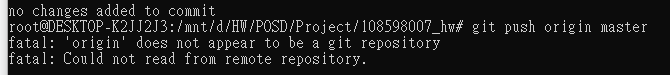 no changes added to commit
root@DESKTOP-K2JJ2J3:/mnt/d/HW/POSD/Project/108598007_hw# git push origin master
fatal: 'origin' does not appear to be a git repository
fatal: Could not read from remote repository.